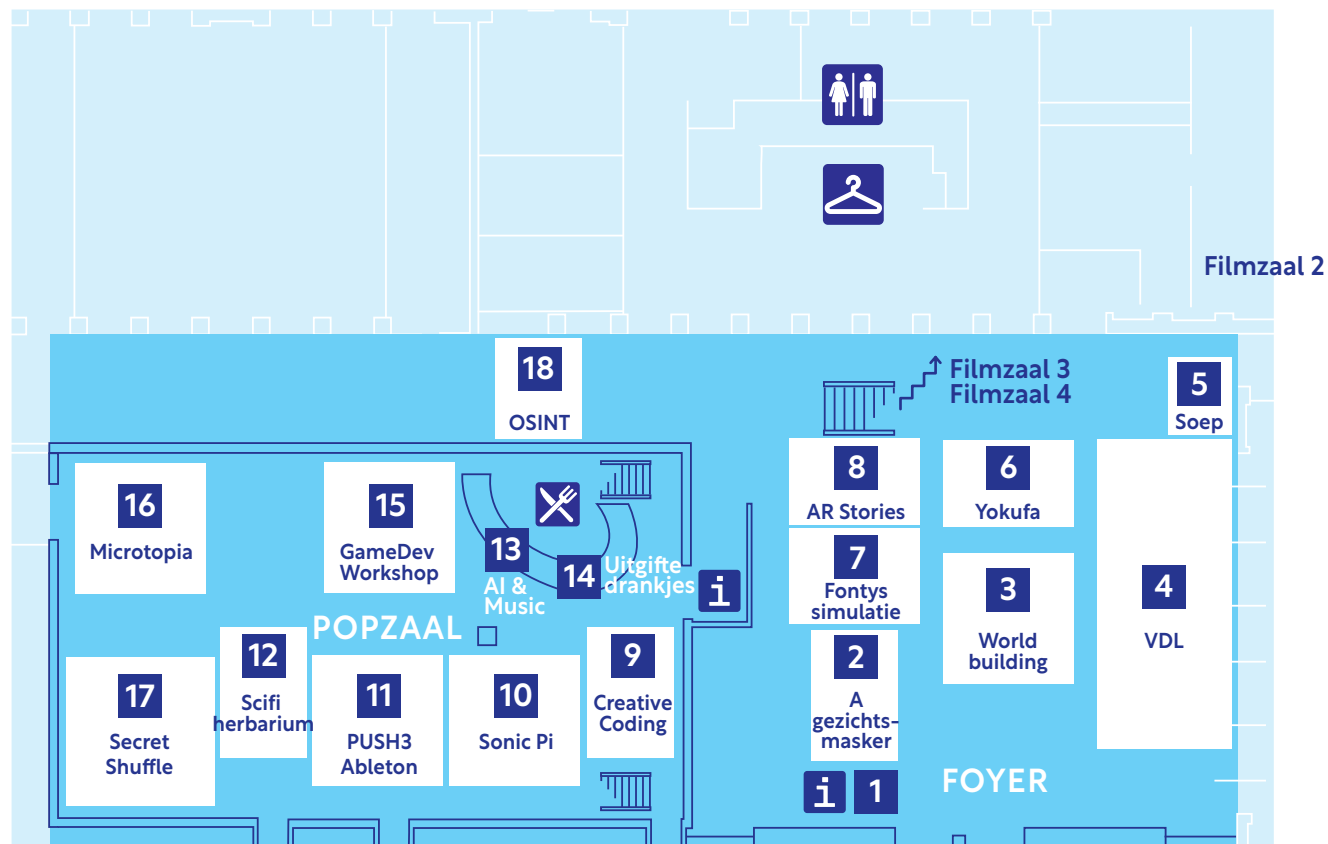 Filmzaal 2
18
OSINT
Filmzaal 3
Filmzaal 4
5
Soep
16
Microtopia
15
GameDev
Workshop
13
AI &
Music
14
Uitgifte
drankjes
i
8
AR Stories
6
Yokufa
7
Fontys
simulatie
3
World
building
4
VDL
POPZAAL
17
Secret
Shuffle
12
Scifi
herbarium
11
PUSH3
Ableton
10
Sonic Pi
9
Creative
Coding
2
A
gezichts-
masker
i
1
FOYER